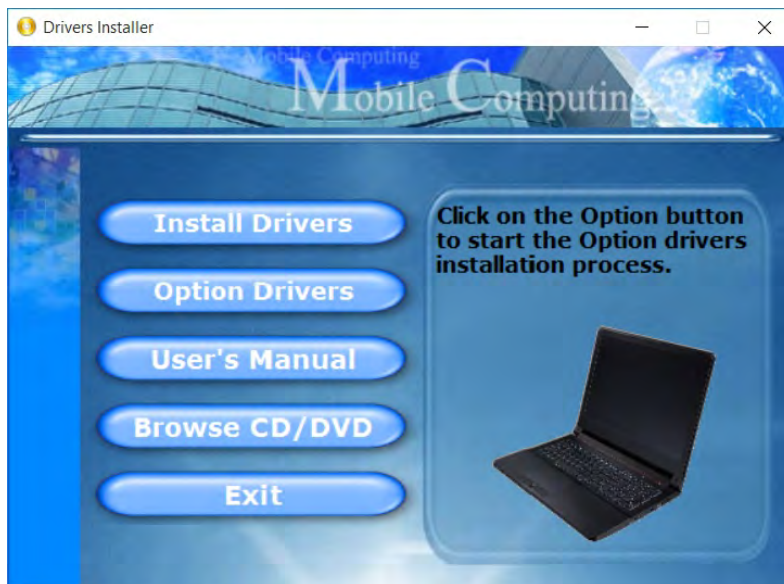 Drivers Installer
Mobile Computing
Mobile Computing
Install Drivers
Option Drivers
User's Manual
Browse CD/DVD
Exit
Click on the Option button
to start the Option drivers
installation process.